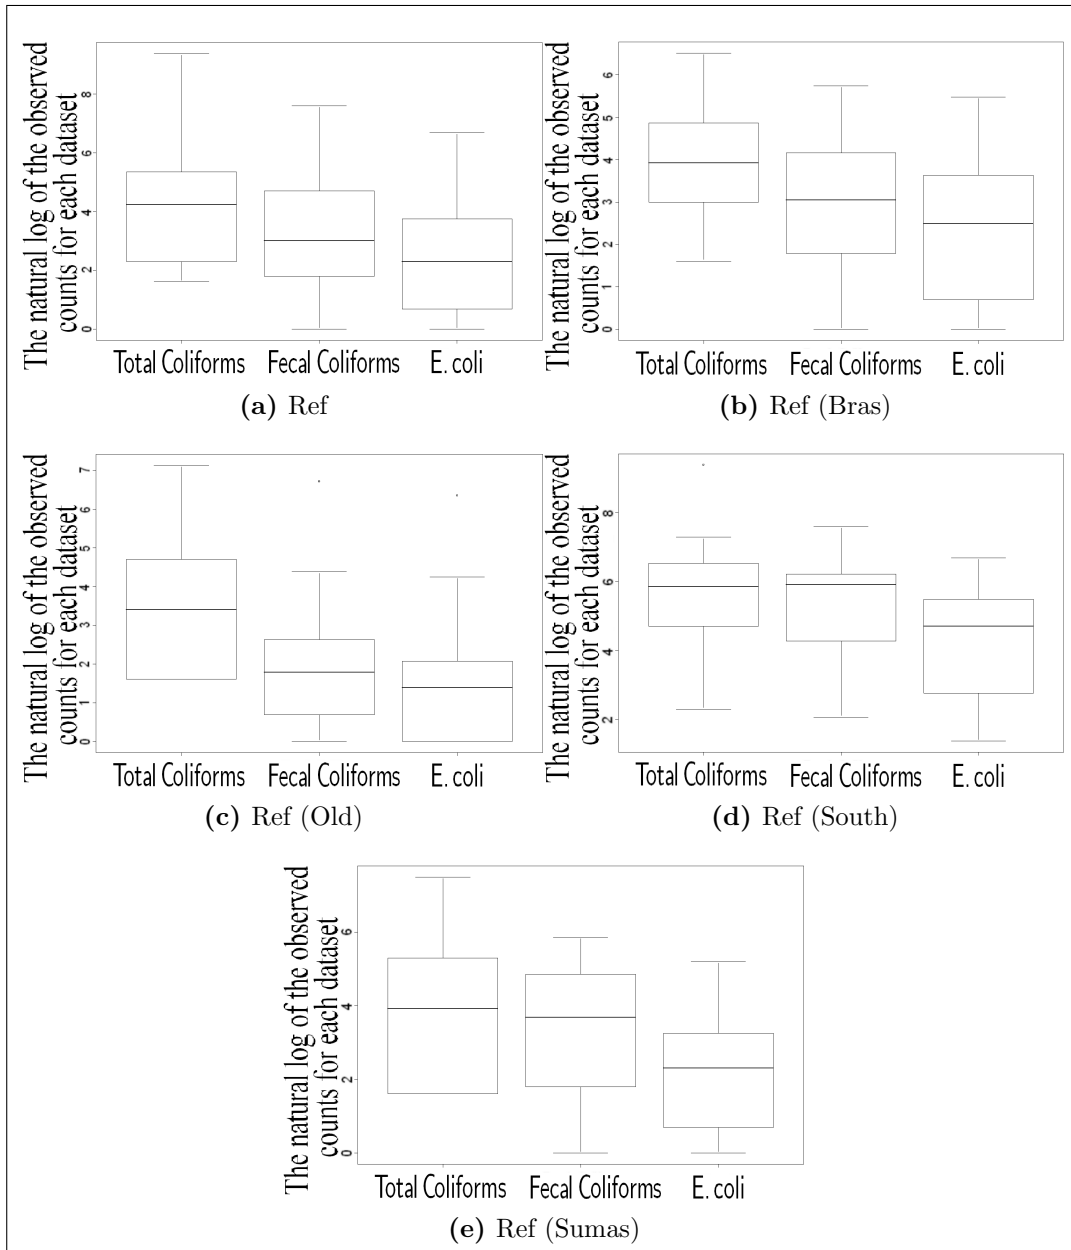 The natural log of the observed
counts for each dataset
0 2 4 6 8
Total Coliforms Fecal Coliforms E. coli
(a) Ref
The natural log of the observed
counts for each dataset
0 1 2 3 4 5 6
Total Coliforms Fecal Coliforms E. coli
(b) Ref (Bras)
The natural log of the observed
counts for each dataset
0 1 2 3 4 5 6 7
Total Coliforms Fecal Coliforms E. coli
(c) Ref (Old)
The natural log of the observed
counts for each dataset
2 4 6 8
Total Coliforms Fecal Coliforms E. coli
(d) Ref (South)
The natural log of the observed
counts for each dataset
0 2 4 6
Total Coliforms Fecal Coliforms E. coli
(e) Ref (Sumas)